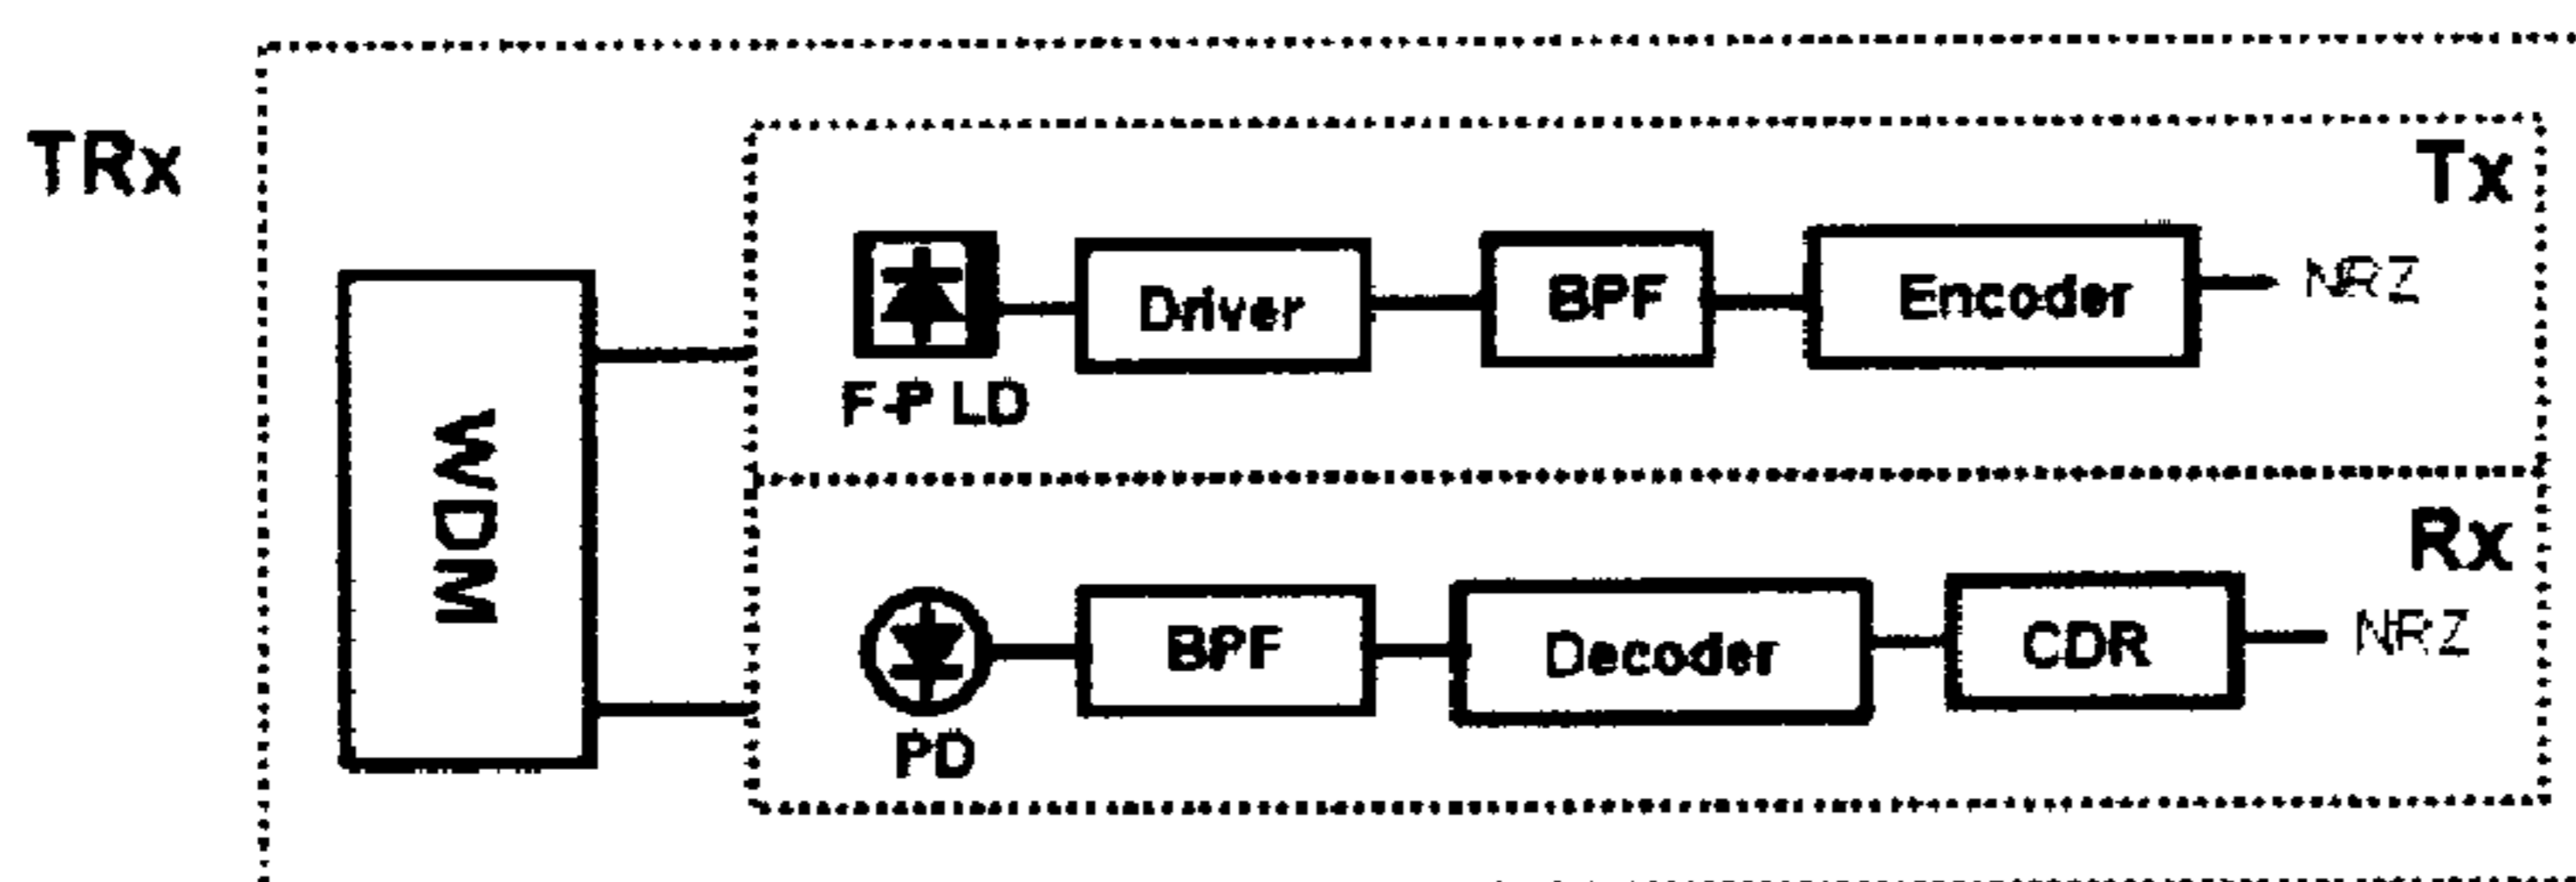 TRx
Tx
Driver
BPF
Encoder
NRZ
F-P LD
WDM
Rx
BPF
Decoder
CDR
NRZ
PD